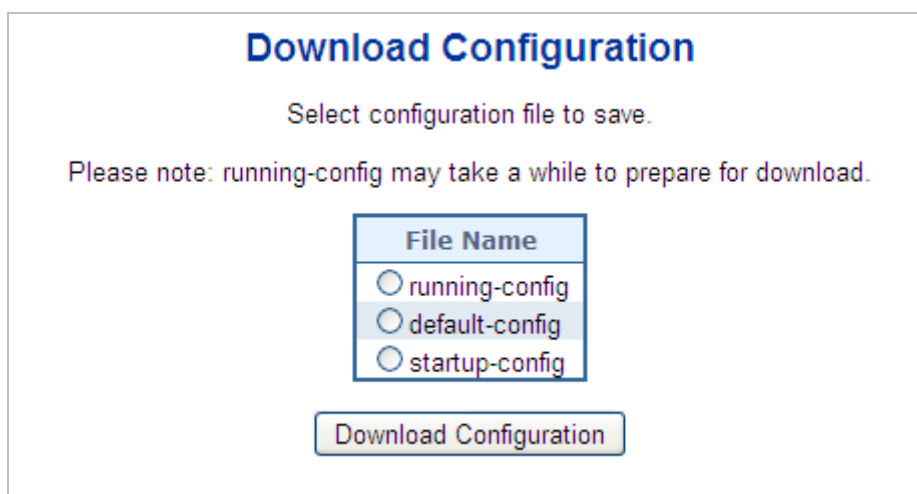 Download Configuration
Select configuration file to save.
Please note: running-config may take a while to prepare for download.
File Name
running-config
default-config
startup-config
Download Configuration